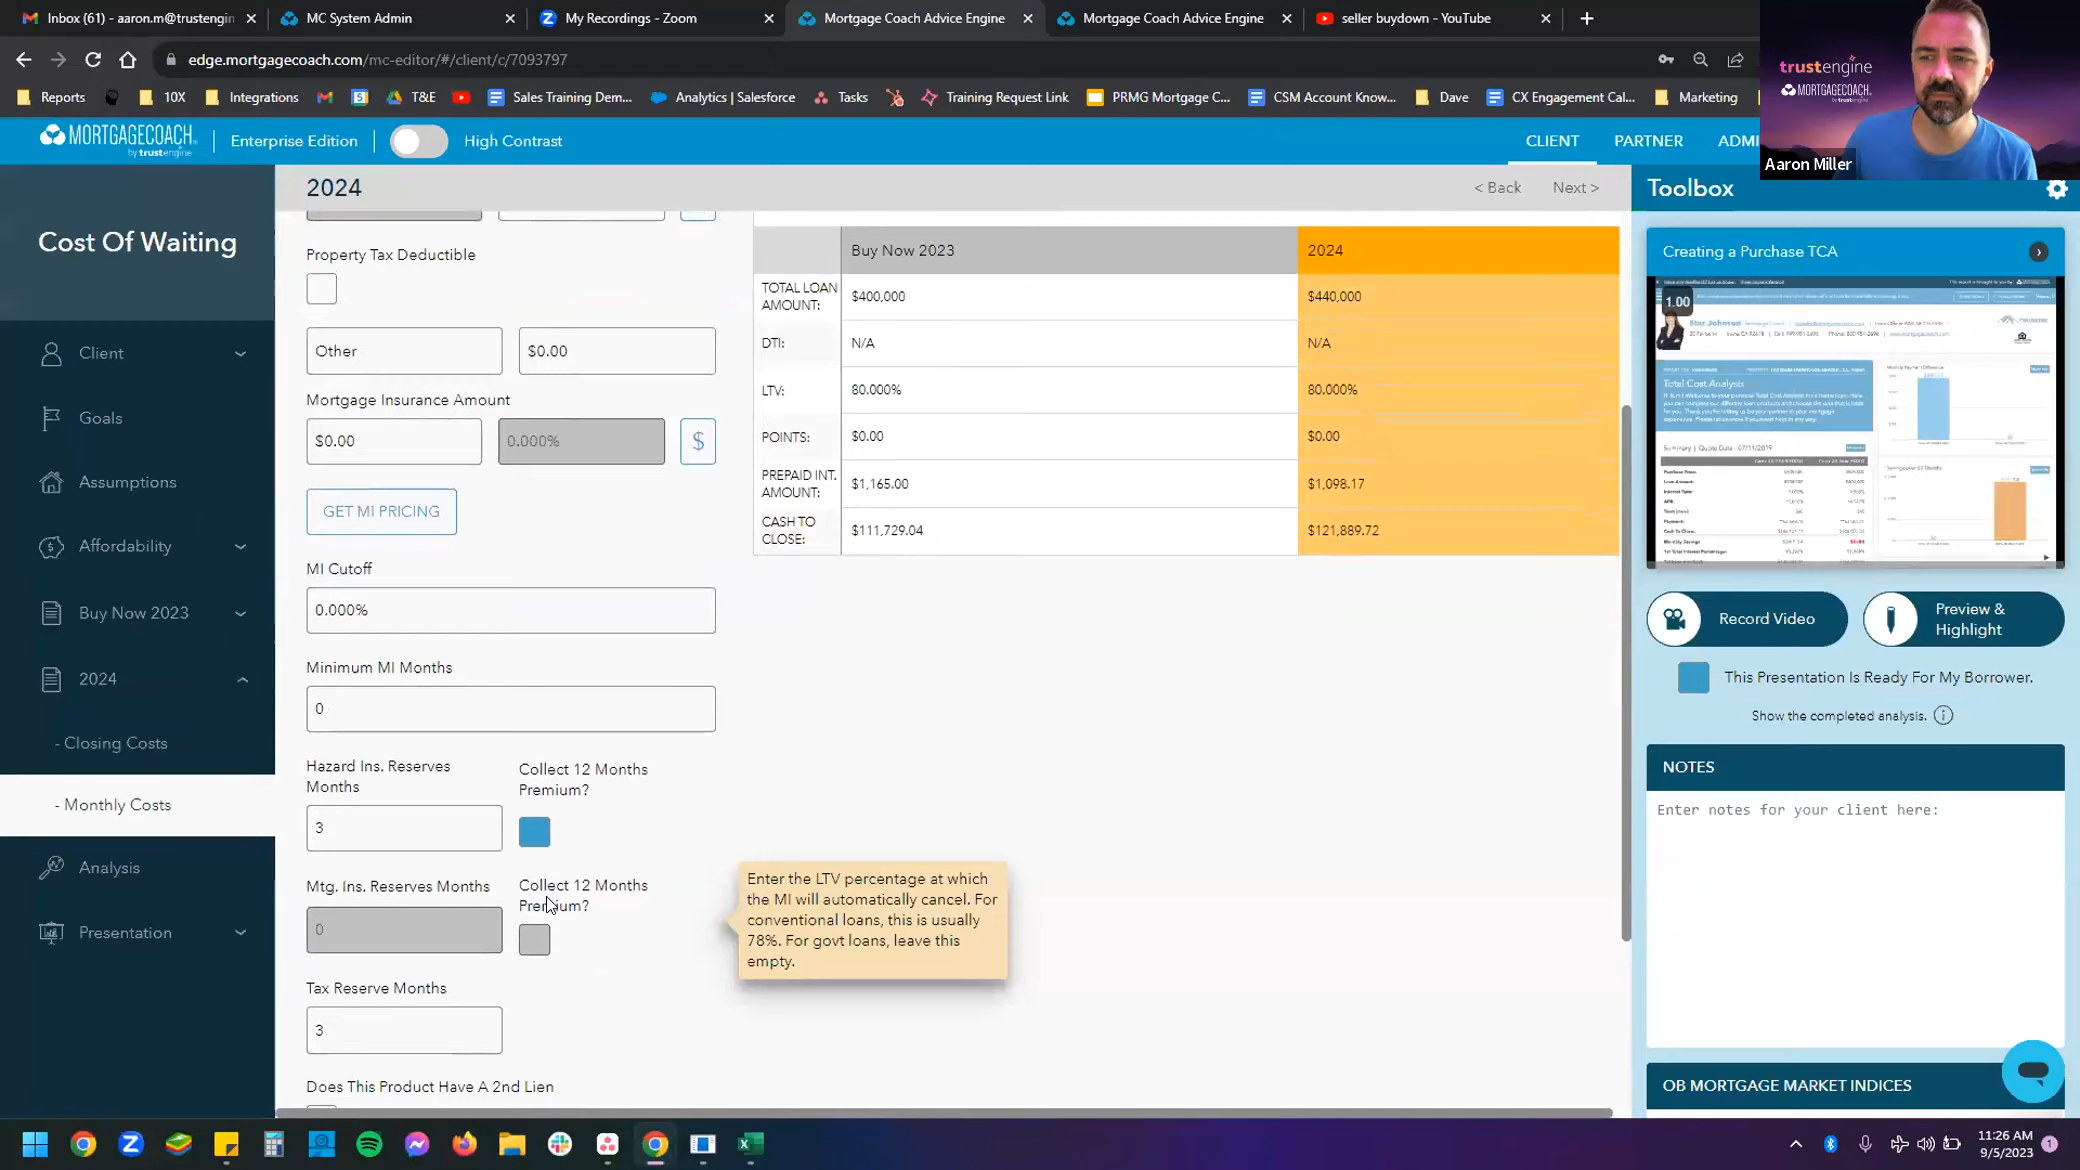 Inbox (61) - aaron.m@trustengin
MC System Admin
My Recordings - Zoom
Mortgage Coach Advice Engine
Mortgage Coach Advice Engine
seller buydown - YouTube
edge.mortgagecoach.com/mc-editor/#/client/c/7093797
Reports
10X
Integrations
T&E
Sales Training Dem...
Analytics | Salesforce
Tasks
Training Request Link
PRMG Mortgage C...
CSM Account Know...
Dave
CX Engagement Cal...
Marketing
trustengine
MORTGAGECOACH
by trustengine
Aaron Miller
MORTGAGECOACH
by trustengine
Enterprise Edition
High Contrast
CLIENT
PARTNER
ADMI
Cost Of Waiting
Client
Goals
Assumptions
Affordability
Buy Now 2023
2024
- Closing Costs
- Monthly Costs
Analysis
Presentation
2024
< Back
Next >
Property Tax Deductible
Other
$0.00
Mortgage Insurance Amount
$0.00
0.000%
$
GET MI PRICING
MI Cutoff
0.000%
Minimum MI Months
0
Hazard Ins. Reserves
Months
Collect 12 Months
Premium?
3
Mtg. Ins. Reserves Months
Collect 12 Months
Premium?
0
Tax Reserve Months
3
Does This Product Have A 2nd Lien
Buy Now 2023
2024
TOTAL LOAN
AMOUNT:
$400,000
$440,000
DTI:
N/A
N/A
LTV:
80.000%
80.000%
POINTS:
$0.00
$0.00
PREPAID INT.
AMOUNT:
$1,165.00
$1,098.17
CASH TO
CLOSE:
$111,729.04
$121,889.72
Enter the LTV percentage at which
the MI will automatically cancel. For
conventional loans, this is usually
78%. For govt loans, leave this
empty.
Toolbox
Creating a Purchase TCA
1.00
Total Cost Analysis
Record Video
Preview &
Highlight
This Presentation Is Ready For My Borrower.
Show the completed analysis.
NOTES
Enter notes for your client here:
OB MORTGAGE MARKET INDICES
11:26 AM
9/5/2023
1